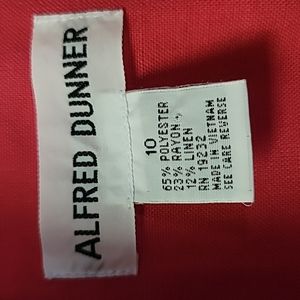 ALFRED DUNNER
10
65% POLYESTER
23% RAYON
12% LINEN
RN 19232
MADE IN VIETNAM
SEE CARE REVERSE